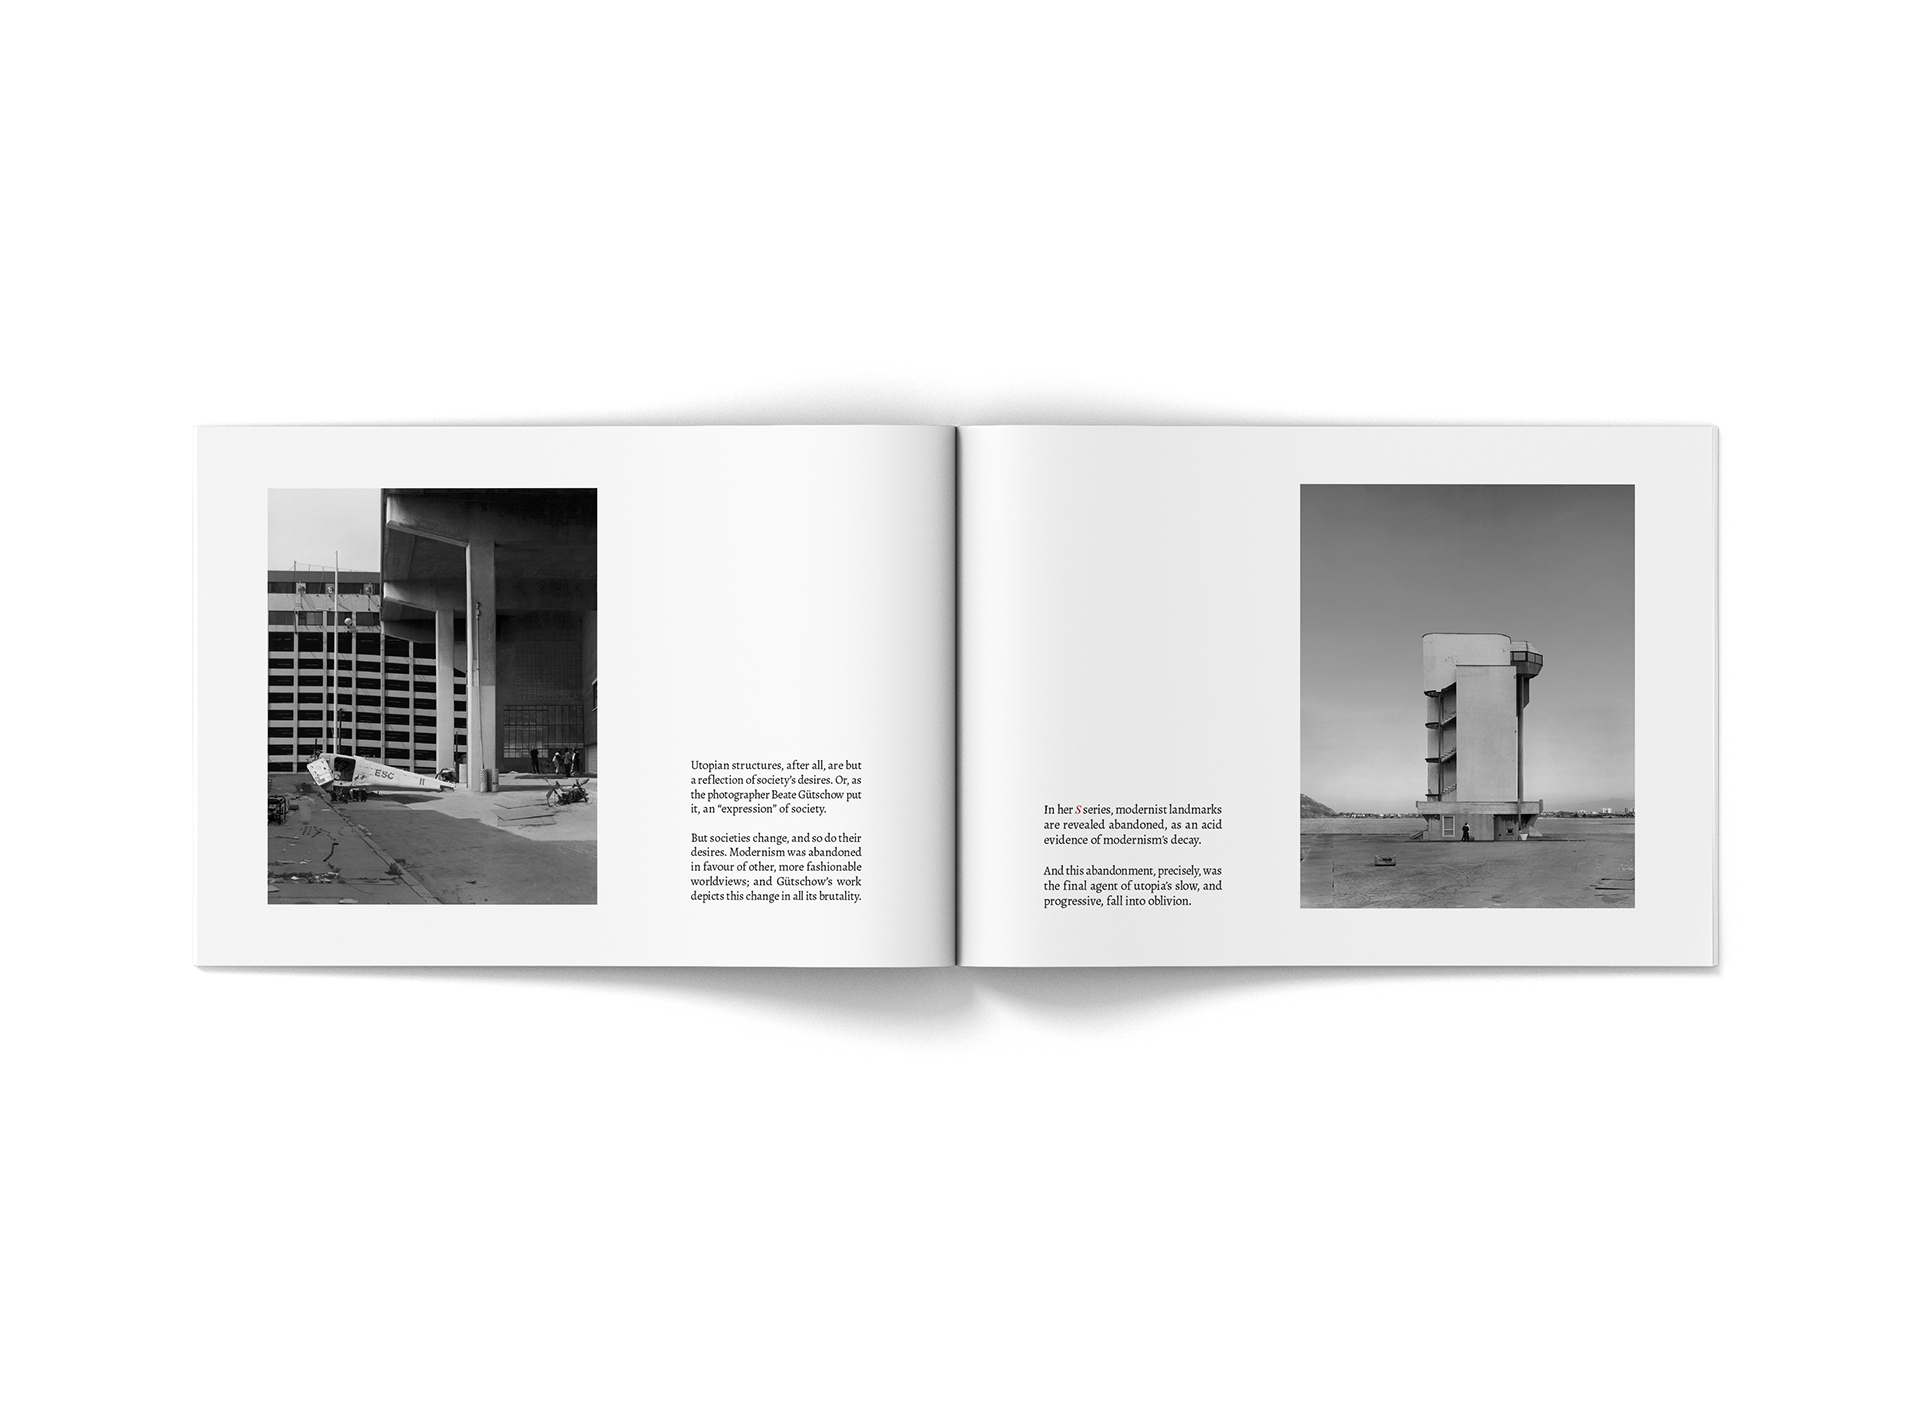 ESC II
Utopian structures, after all, are but
a reflection of society's desires. Or, as
the photographer Beate Gütschow put
it, an “expression” of society.
But societies change, and so do their
desires. Modernism was abandoned
in favour of other, more fashionable
worldviews; and Gütschow's work
depicts this change in all its brutality.
In her S series, modernist landmarks
are revealed abandoned, as an acid
evidence of modernism's decay.
And this abandonment, precisely, was
the final agent of utopia's slow, and
progressive, fall into oblivion.